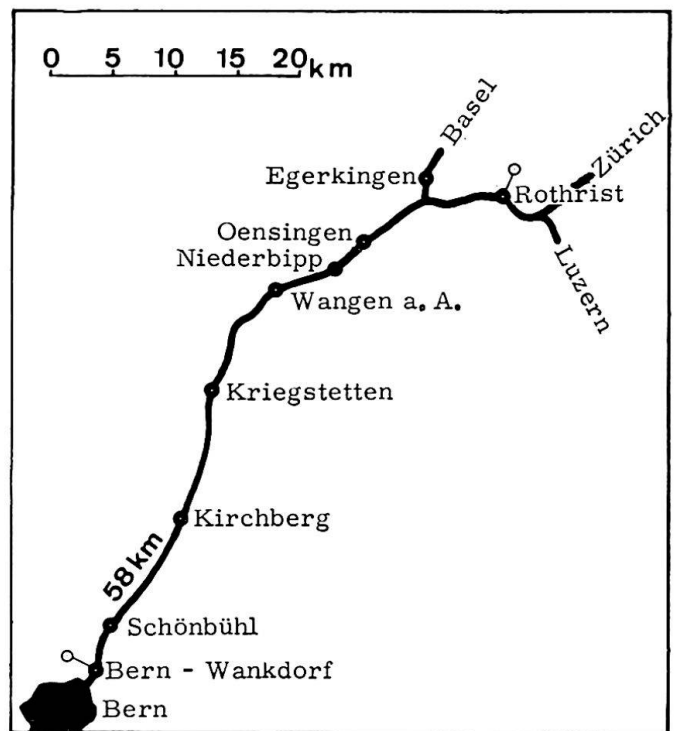 0 5 10 15 20 km
Basel
Zürich
Egerkingen
Rothrist
Oensingen
Niederbipp
Luzern
Wangen a. A.
Kriegstetten
Kirchberg
58 km
Schönbühl
Bern - Wankdorf
Bern